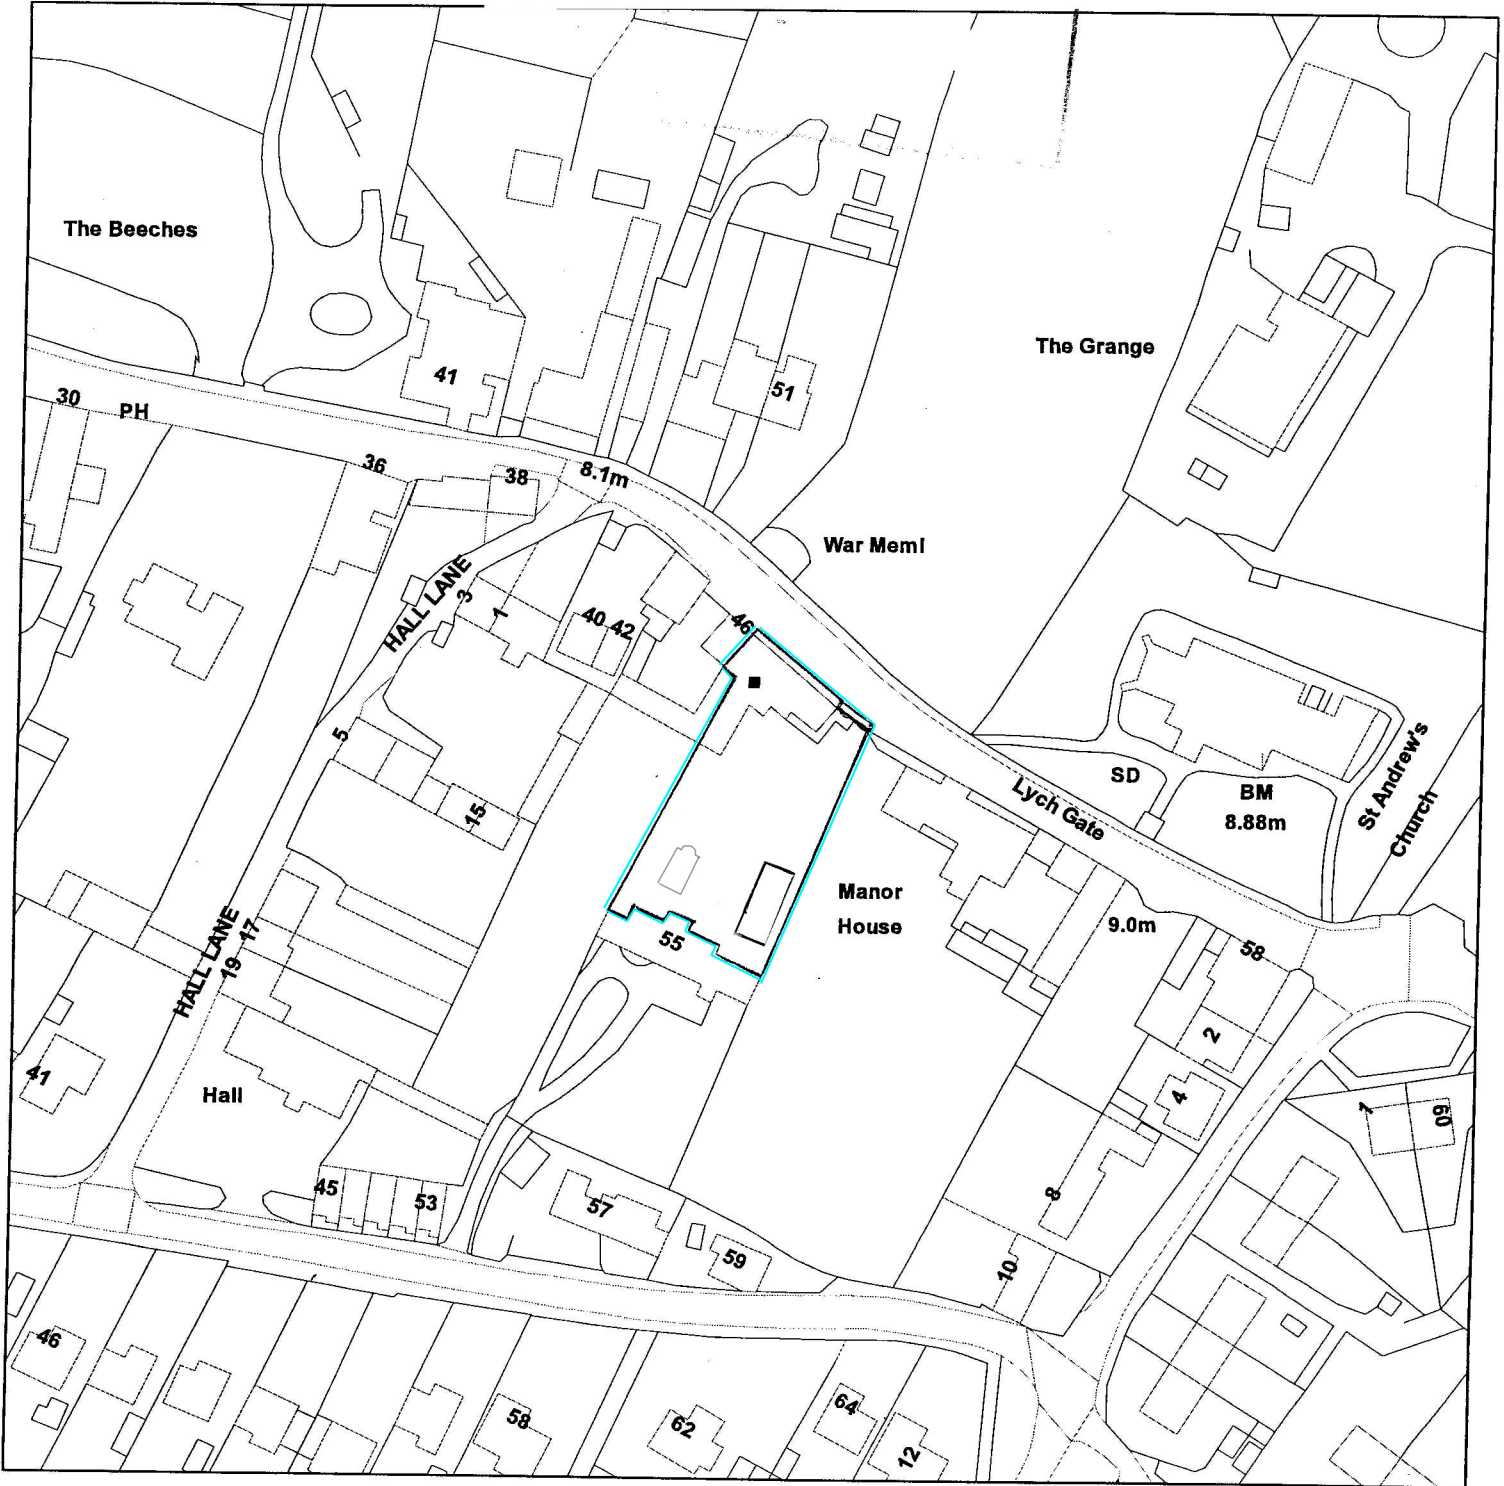 The Beeches
The Grange
41
51
30
PH
36
38
8.1m
War Meml
HALL LANE
3
1
40
42
46
5
15
SD
BM
8.88m
Lych Gate
St Andrew's
Church
Manor
House
9.0m
55
58
HALL LANE
17
19
2
4
41
Hall
1
60
45
53
57
8
59
10
46
58
62
64
12